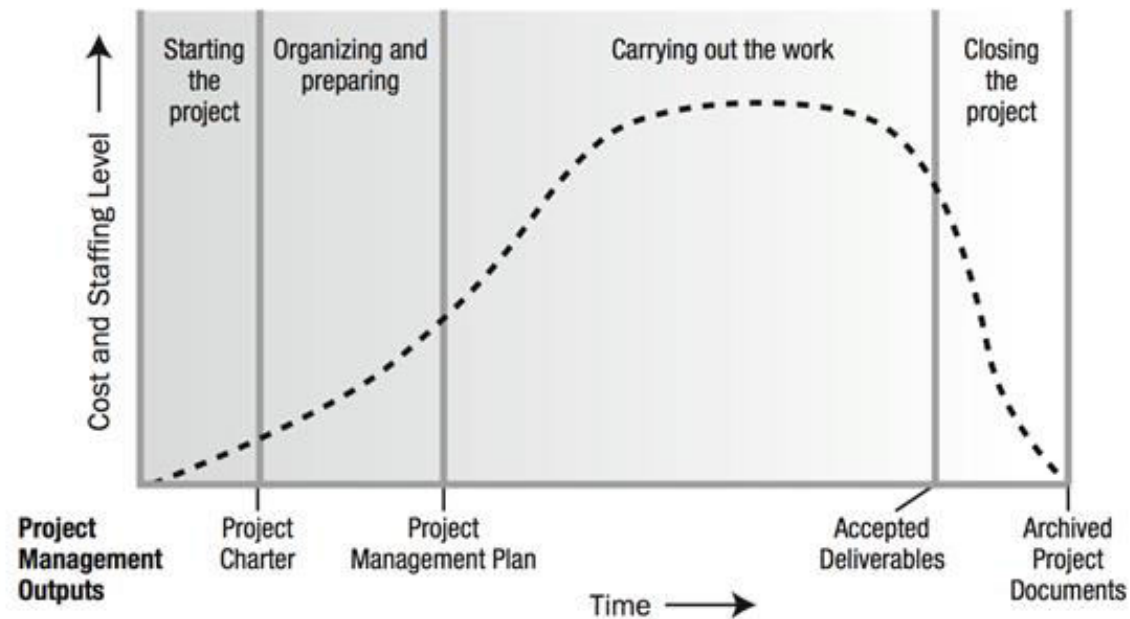 Starting
the
project
Organizing and
preparing
Carrying out the work
Closing
the
project
Cost and Staffing Level
Project
Management
Outputs
Project
Charter
Project
Management Plan
Accepted
Deliverables
Archived
Project
Documents
Time